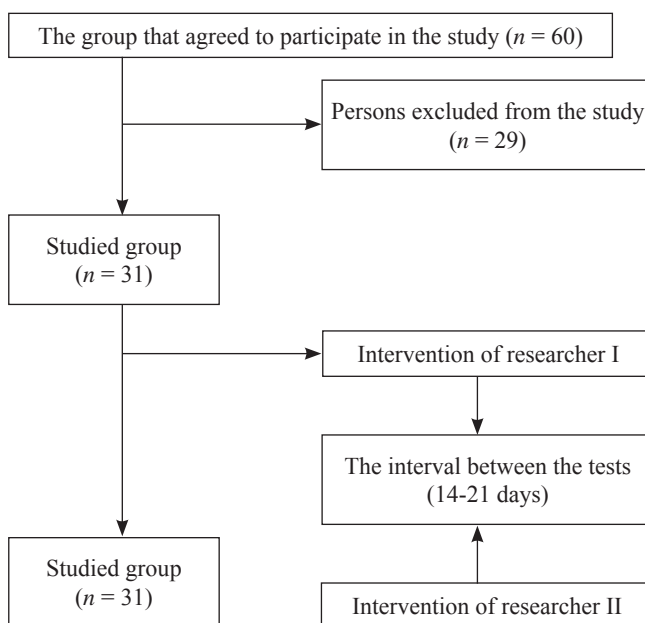 The group that agreed to participate in the study (n = 60)
Persons excluded from the study
(n = 29)
Studied group
(n = 31)
Intervention of researcher I
The interval between the tests
(14-21 days)
Studied group
(n = 31)
Intervention of researcher II